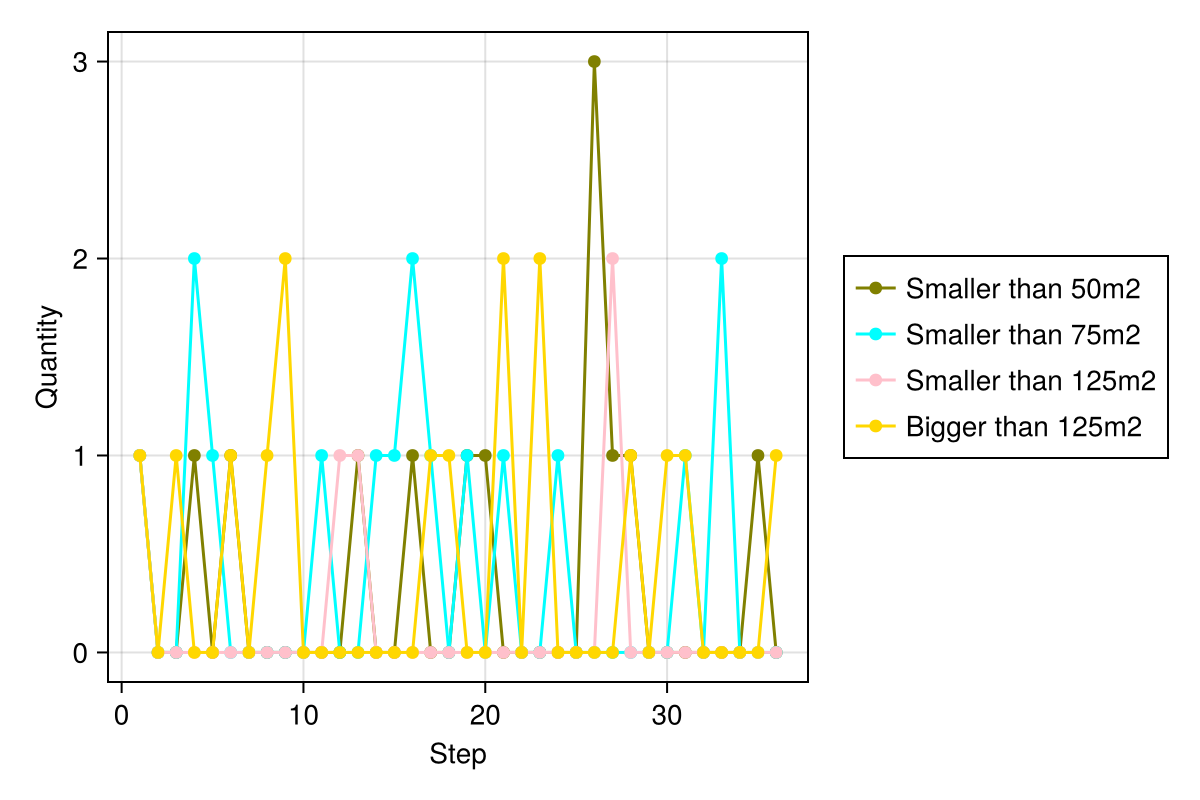 3
2
1
0
Quantity
0 10 20 30
Step
Smaller than 50m2
Smaller than 75m2
Smaller than 125m2
Bigger than 125m2